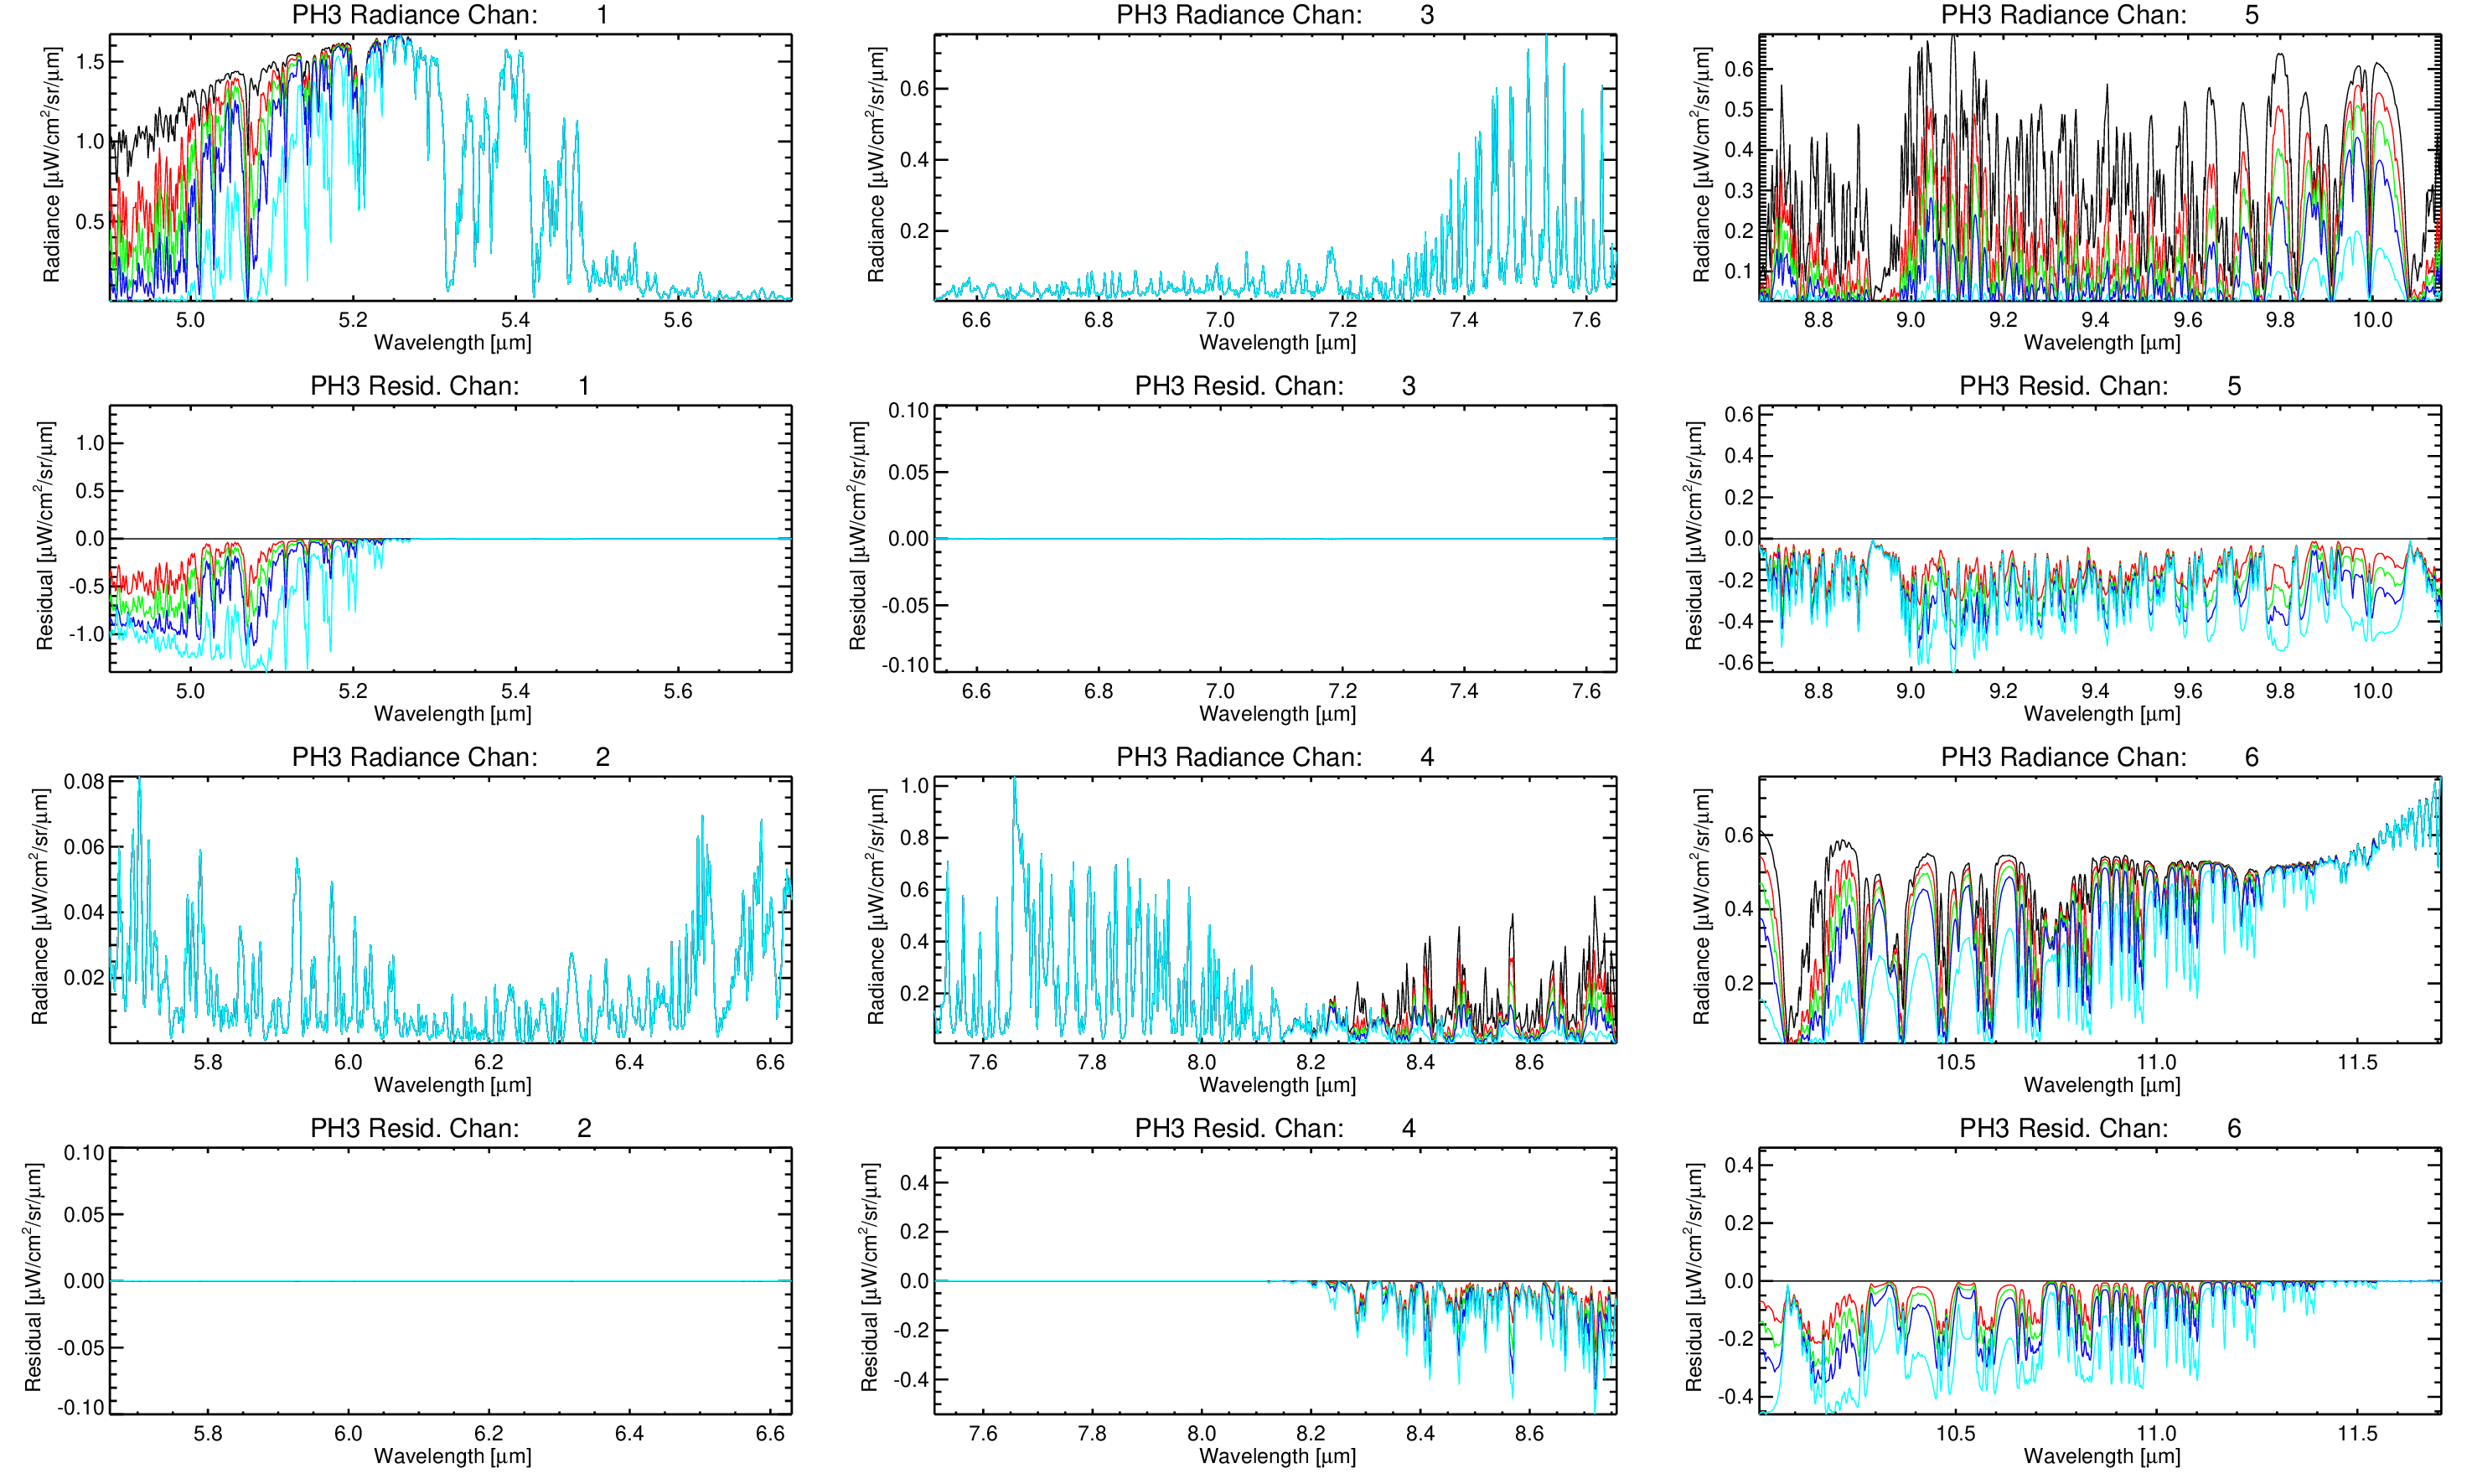 PH3 Radiance Chan: 1
Radiance [μW/cm²/sr/μm]
1.5
1.0
0.5
5.0 5.2 5.4 5.6
Wavelength [μm]
PH3 Radiance Chan: 3
Radiance [μW/cm²/sr/μm]
0.6
0.4
0.2
6.6 6.8 7.0 7.2 7.4 7.6
Wavelength [μm]
PH3 Radiance Chan: 5
Radiance [μW/cm²/sr/μm]
0.6
0.5
0.4
0.3
0.2
0.1
8.8 9.0 9.2 9.4 9.6 9.8 10.0
Wavelength [μm]
PH3 Resid. Chan: 1
Residual [μW/cm²/sr/μm]
1.0
0.5
0.0
-0.5
-1.0
5.0 5.2 5.4 5.6
Wavelength [μm]
PH3 Resid. Chan: 3
Residual [μW/cm²/sr/μm]
0.10
0.05
0.00
-0.05
-0.10
6.6 6.8 7.0 7.2 7.4 7.6
Wavelength [μm]
PH3 Resid. Chan: 5
Residual [μW/cm²/sr/μm]
0.6
0.4
0.2
0.0
-0.2
-0.4
-0.6
8.8 9.0 9.2 9.4 9.6 9.8 10.0
Wavelength [μm]
PH3 Radiance Chan: 2
Radiance [μW/cm²/sr/μm]
0.08
0.06
0.04
0.02
5.8 6.0 6.2 6.4 6.6
Wavelength [μm]
PH3 Radiance Chan: 4
Radiance [μW/cm²/sr/μm]
1.0
0.8
0.6
0.4
0.2
7.6 7.8 8.0 8.2 8.4 8.6
Wavelength [μm]
PH3 Radiance Chan: 6
Radiance [μW/cm²/sr/μm]
0.6
0.4
0.2
10.5 11.0 11.5
Wavelength [μm]
PH3 Resid. Chan: 2
Residual [μW/cm²/sr/μm]
0.10
0.05
0.00
-0.05
-0.10
5.8 6.0 6.2 6.4 6.6
Wavelength [μm]
PH3 Resid. Chan: 4
Residual [μW/cm²/sr/μm]
0.4
0.2
0.0
-0.2
-0.4
7.6 7.8 8.0 8.2 8.4 8.6
Wavelength [μm]
PH3 Resid. Chan: 6
Residual [μW/cm²/sr/μm]
0.4
0.2
0.0
-0.2
-0.4
10.5 11.0 11.5
Wavelength [μm]